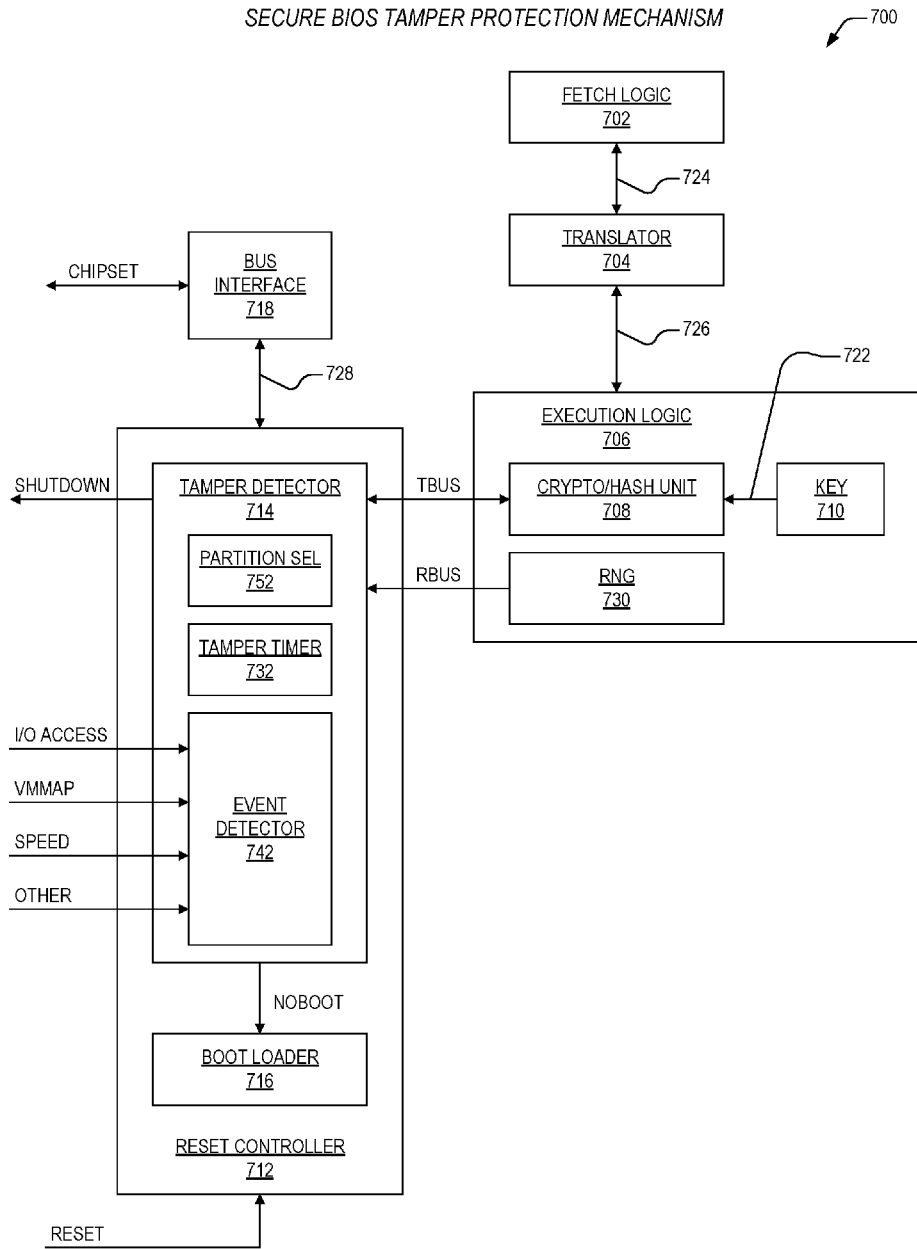 SECURE BIOS TAMPER PROTECTION MECHANISM
700
FETCH LOGIC
702
724
TRANSLATOR
704
BUS
INTERFACE
718
CHIPSET
726
722
728
EXECUTION LOGIC
706
SHUTDOWN
TAMPER DETECTOR
714
TBUS
CRYPTO/HASH UNIT
708
KEY
710
PARTITION SEL
752
RBUS
RNG
730
TAMPER TIMER
732
I/O ACCESS
VMMAP
SPEED
OTHER
EVENT
DETECTOR
742
NOBOOT
BOOT LOADER
716
RESET CONTROLLER
712
RESET